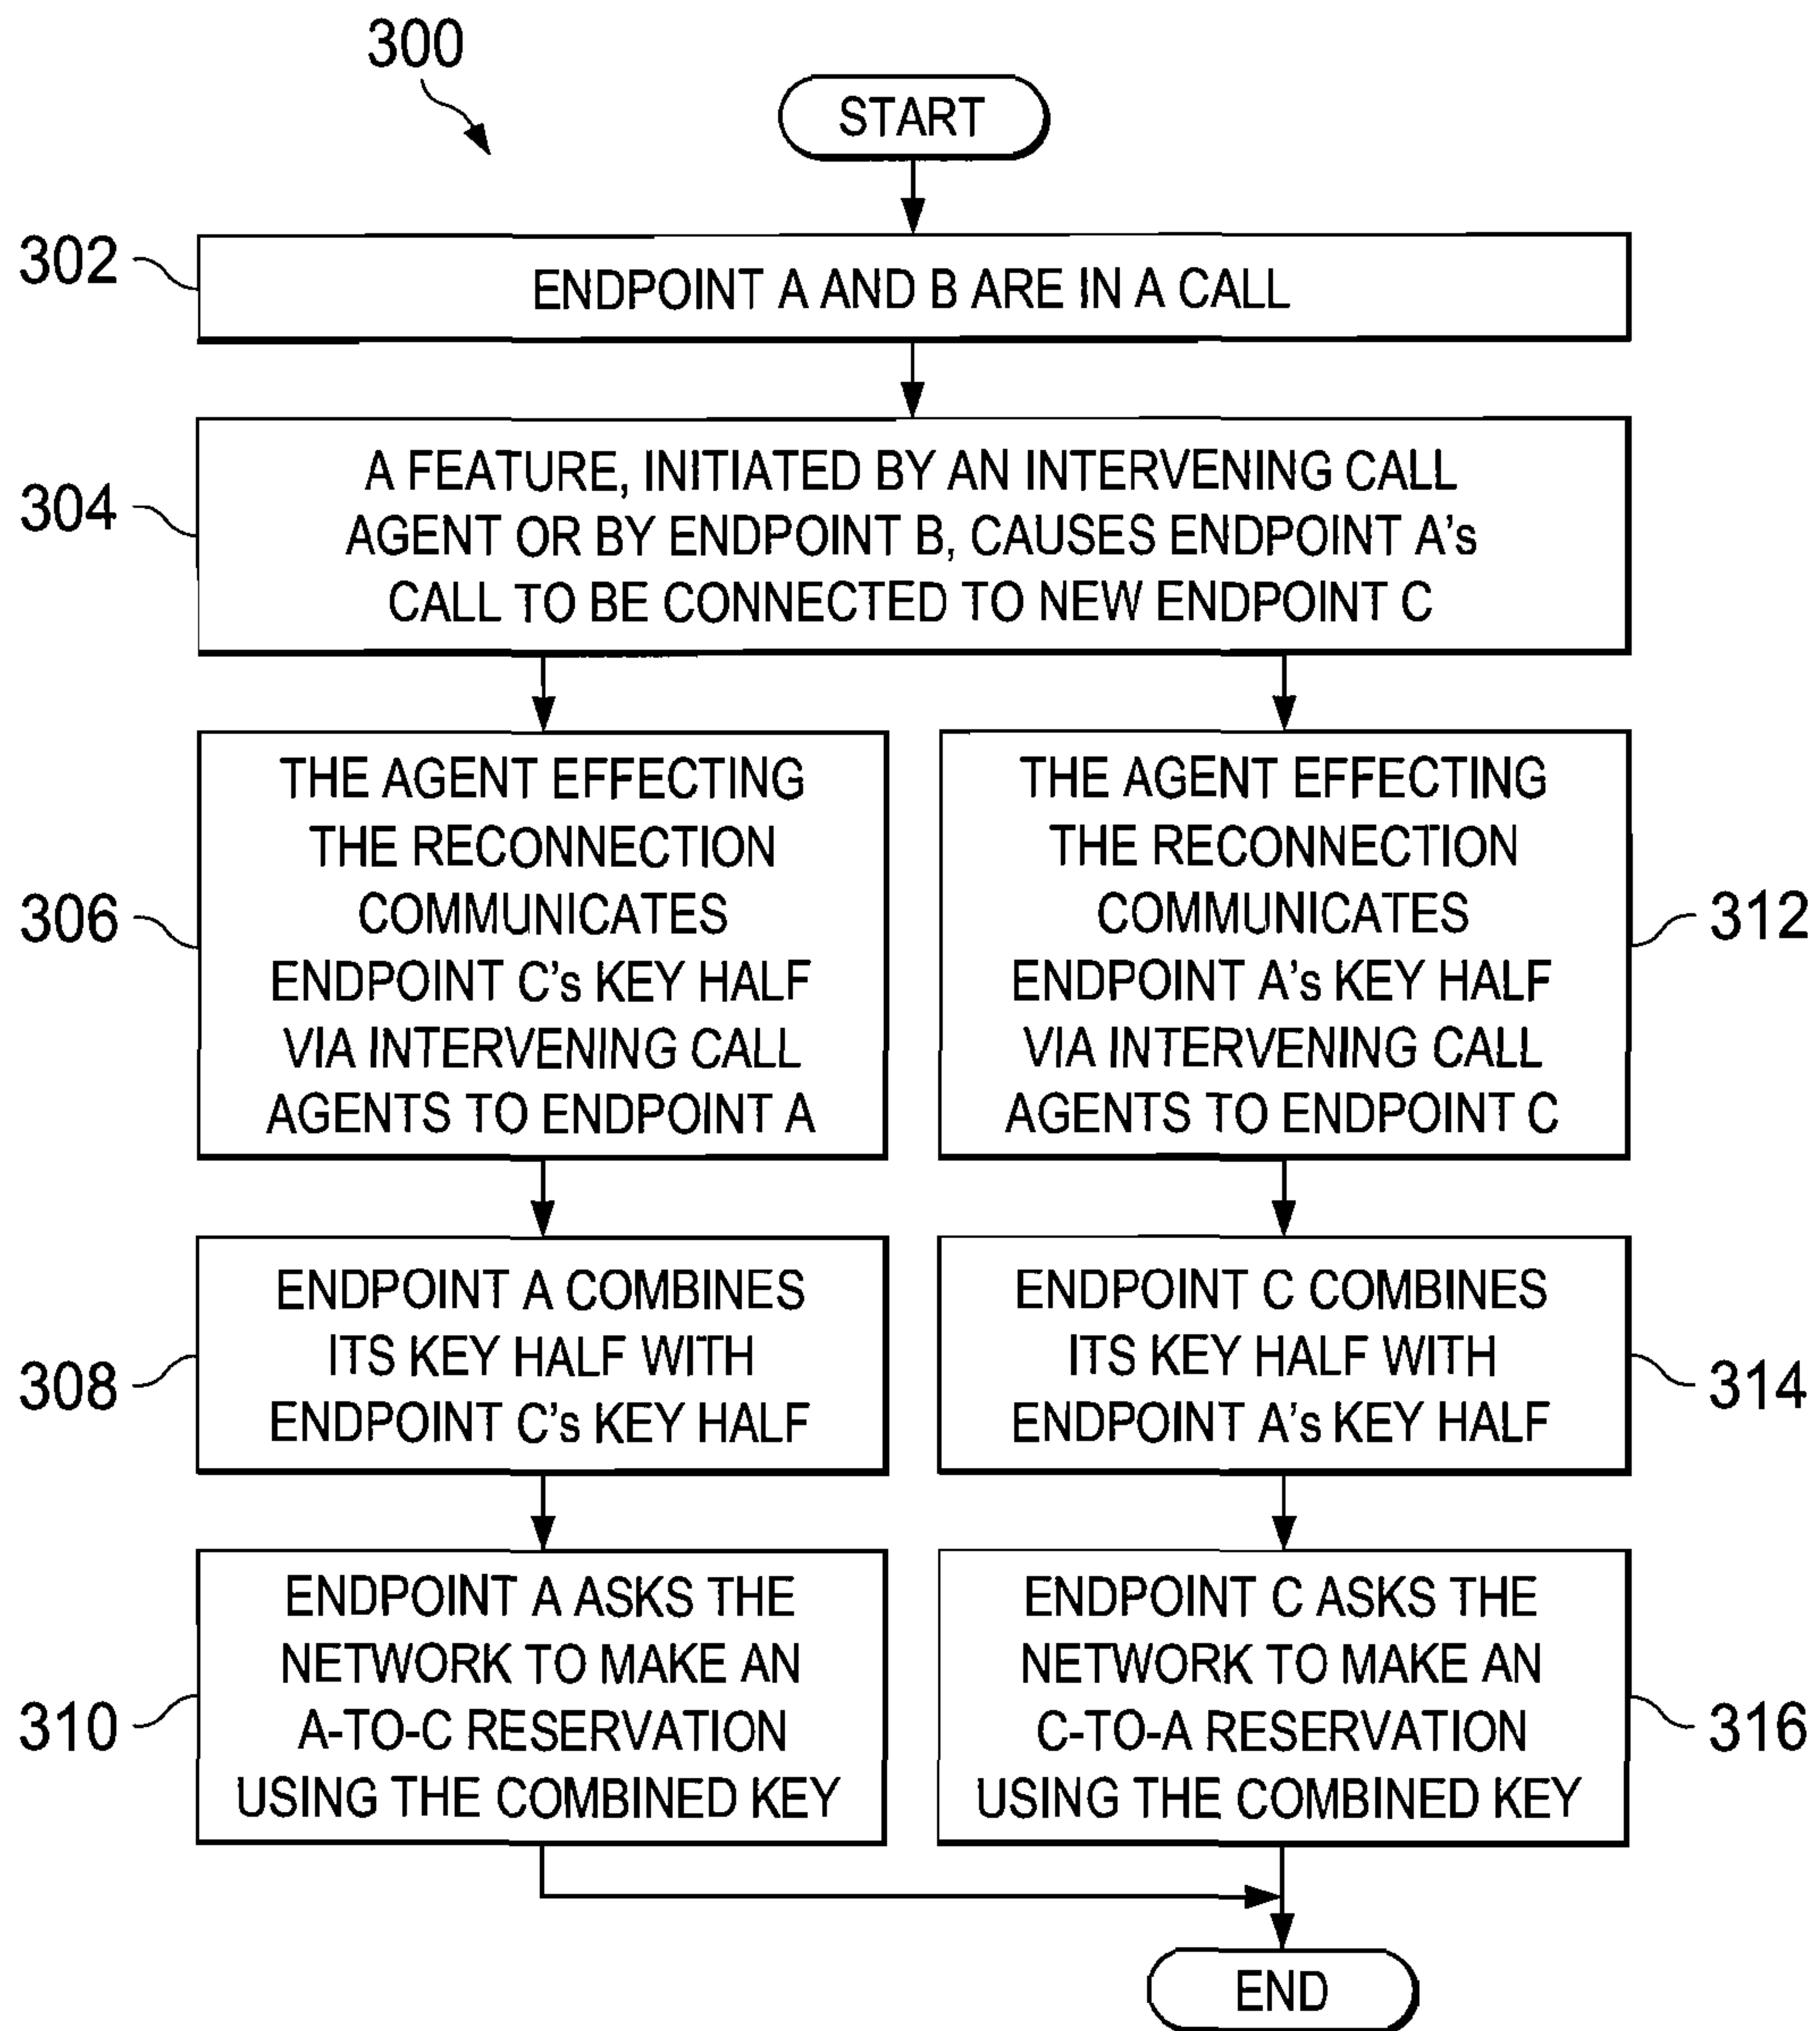 300
START
302
ENDPOINT A AND B ARE IN A CALL
304
A FEATURE, INITIATED BY AN INTERVENING CALL
AGENT OR BY ENDPOINT B, CAUSES ENDPOINT A's
CALL TO BE CONNECTED TO NEW ENDPOINT C
306
THE AGENT EFFECTING
THE RECONNECTION
COMMUNICATES
ENDPOINT C's KEY HALF
VIA INTERVENING CALL
AGENTS TO ENDPOINT A
THE AGENT EFFECTING
THE RECONNECTION
COMMUNICATES
ENDPOINT A's KEY HALF
VIA INTERVENING CALL
AGENTS TO ENDPOINT C
312
308
ENDPOINT A COMBINES
ITS KEY HALF WITH
ENDPOINT C's KEY HALF
ENDPOINT C COMBINES
ITS KEY HALF WITH
ENDPOINT A's KEY HALF
314
310
ENDPOINT A ASKS THE
NETWORK TO MAKE AN
A-TO-C RESERVATION
USING THE COMBINED KEY
ENDPOINT C ASKS THE
NETWORK TO MAKE AN
C-TO-A RESERVATION
USING THE COMBINED KEY
316
END